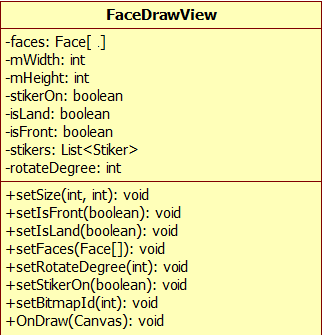 FaceDrawView
-faces: Face[ .]
-mWidth: int
-mHeight: int
-stikerOn: boolean
-isLand: boolean
-isFront: boolean
-stikers: List<Stiker>
-rotateDegree: int
+setSize(int, int): void
+setIsFront(boolean): void
+setIsLand(boolean): void
+setFaces(Face[]): void
+setRotateDegree(int): void
+setStikerOn(boolean): void
+setBitmapId(int): void
+OnDraw(Canvas): void